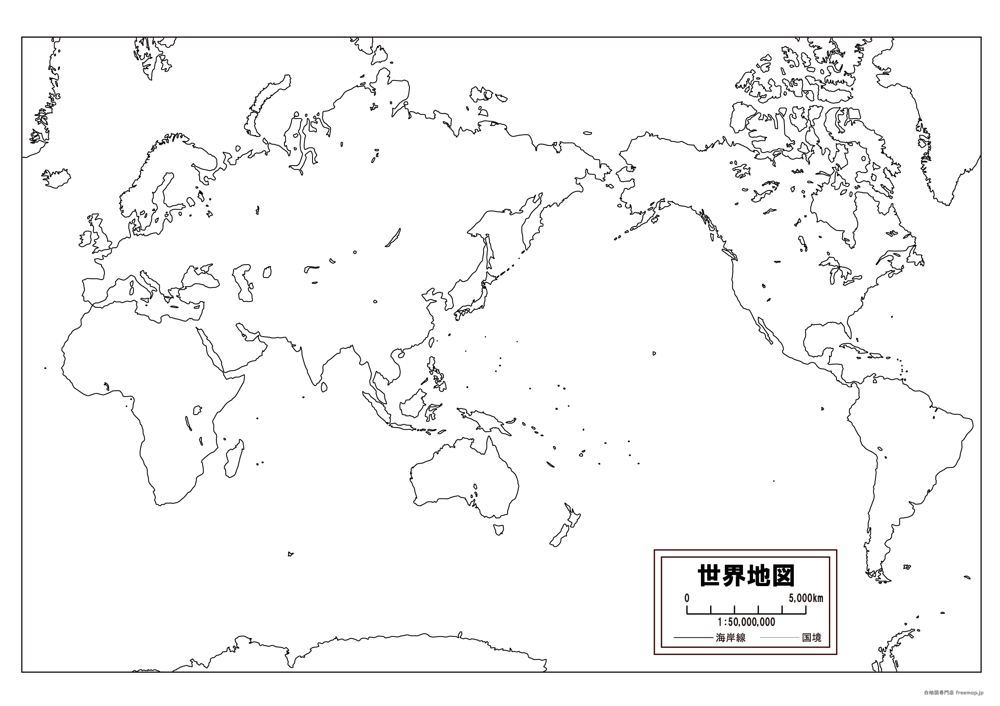 世界地図
0 5,000km
1:50,000,000
海岸線 国境
白地図専門店 freemap.jp